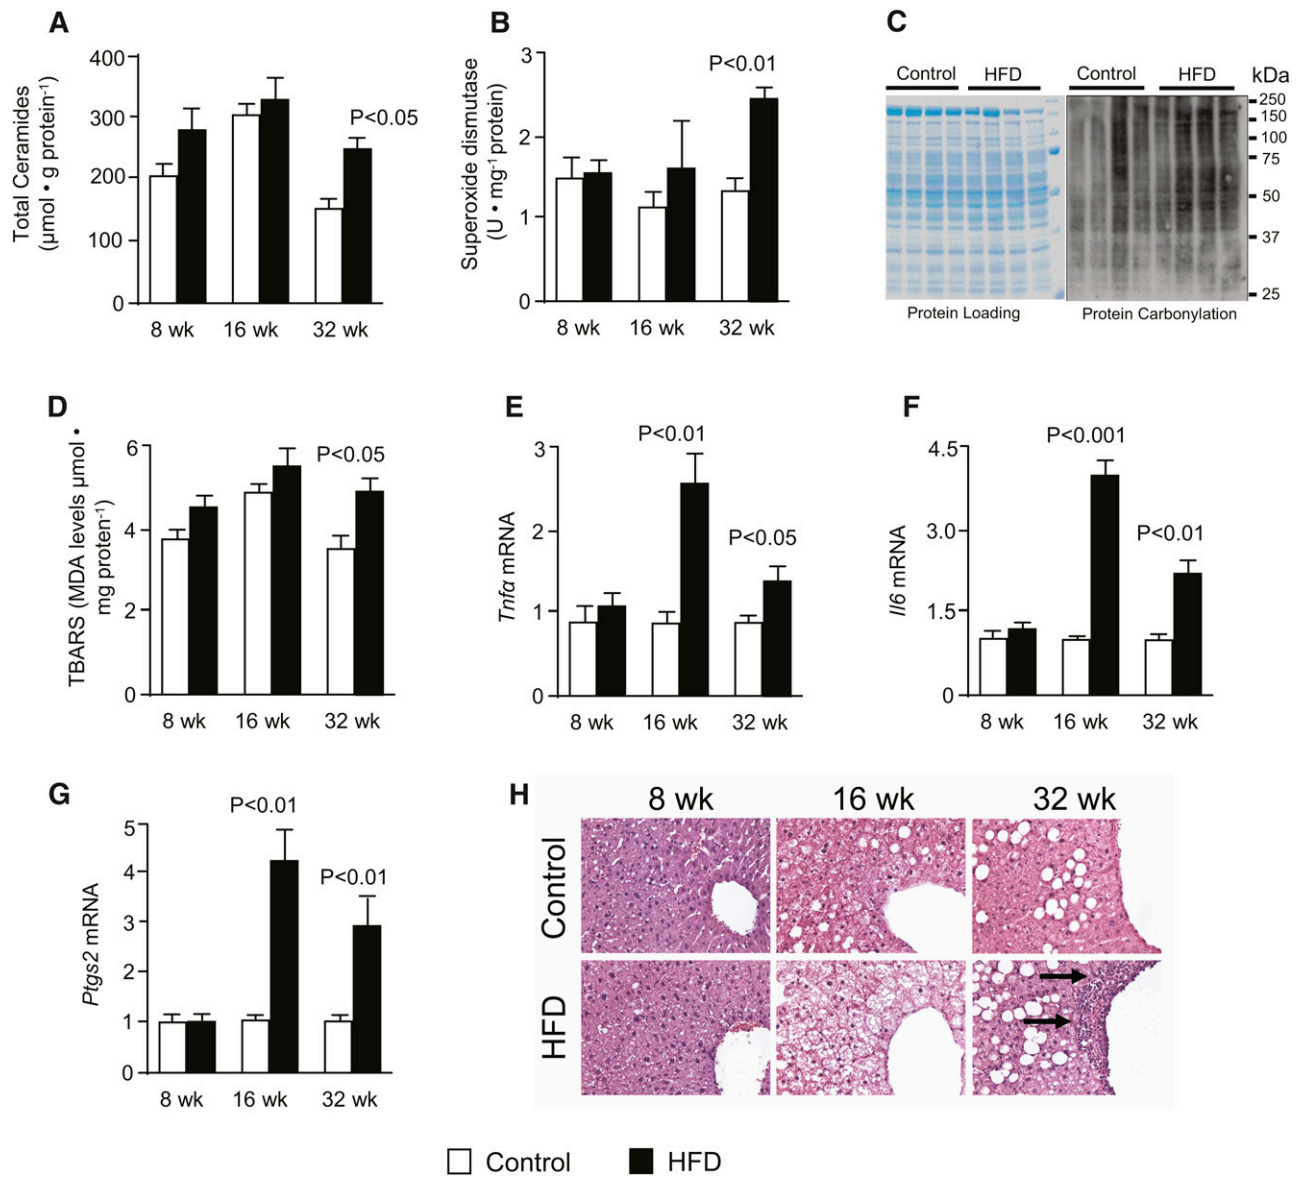 A
Total Ceramides
(µmol • g protein⁻¹)
400
300
200
100
0
P<0.05
8 wk
16 wk
32 wk
B
Superoxide dismutase
(U • mg⁻¹ protein)
3
2
1
0
P<0.01
8 wk
16 wk
32 wk
C
Control
HFD
Control
HFD
kDa
250
150
100
75
50
37
25
Protein Loading
Protein Carbonylation
D
TBARS (MDA levels µmol •
mg proten⁻¹)
6
4
2
0
P<0.05
8 wk
16 wk
32 wk
E
Tnfα mRNA
3
2
1
0
P<0.01
P<0.05
8 wk
16 wk
32 wk
F
Il6 mRNA
4.5
3.0
1.5
0
P<0.001
P<0.01
8 wk
16 wk
32 wk
G
Ptgs2 mRNA
5
4
3
2
1
0
P<0.01
P<0.01
8 wk
16 wk
32 wk
H
8 wk
16 wk
32 wk
Control
HFD
Control
HFD